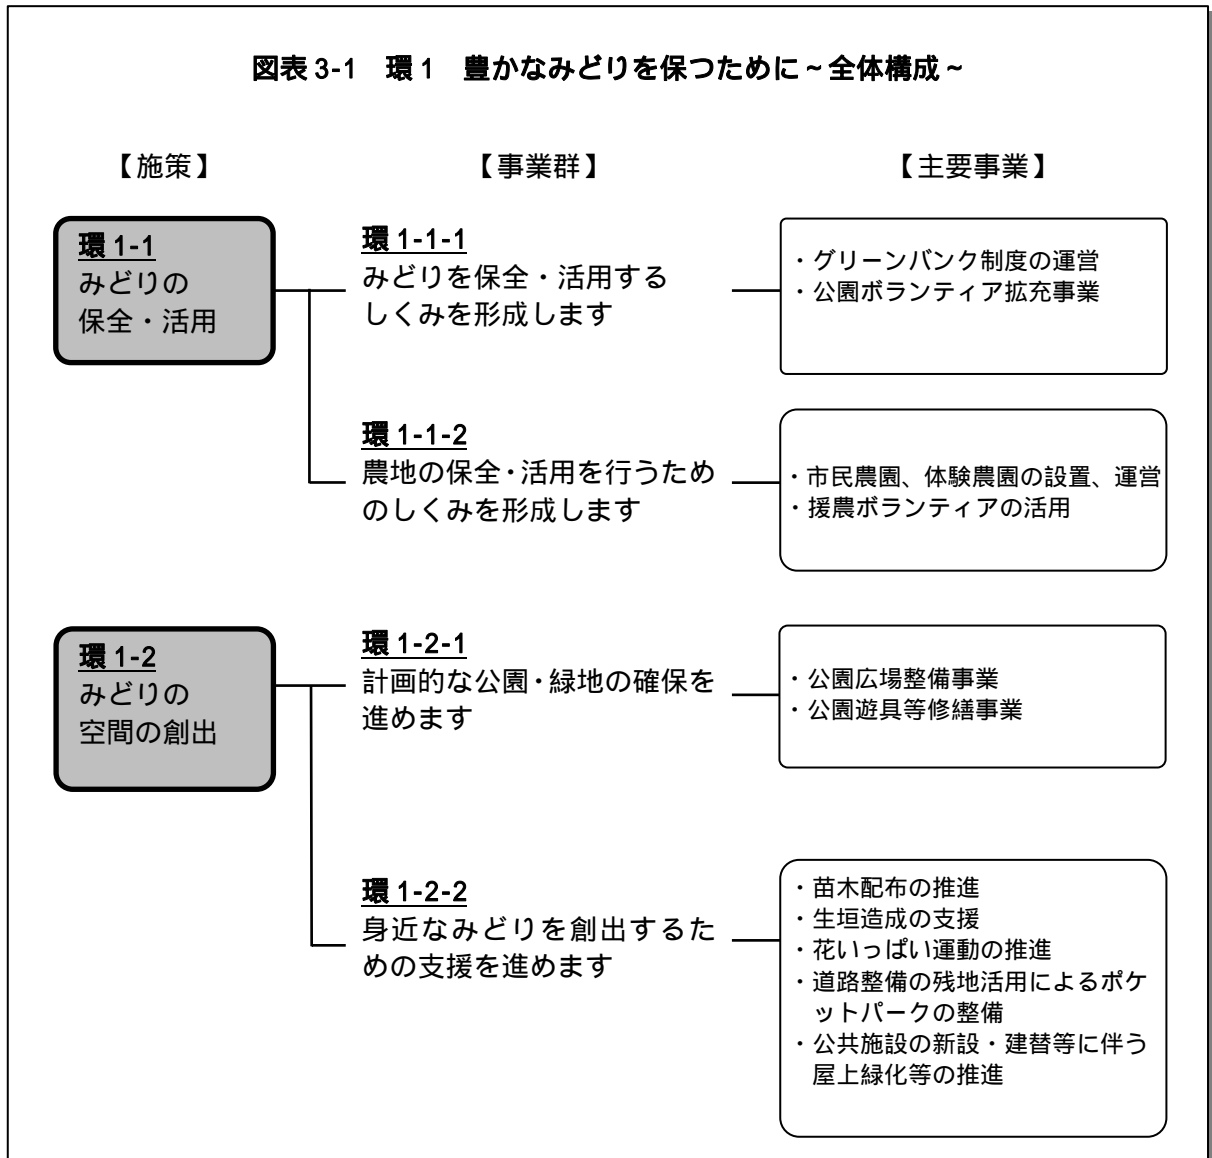 図表 3-1　環 1　豊かなみどりを保つために～全体構成～
【施策】
【事業群】
【主要事業】
環 1-1
みどりの
保全・活用
環 1-1-1
みどりを保全・活用する
しくみを形成します
・グリーンバンク制度の運営
・公園ボランティア拡充事業
環 1-1-2
農地の保全・活用を行うため
のしくみを形成します
・市民農園、体験農園の設置、運営
・援農ボランティアの活用
環 1-2
みどりの
空間の創出
環 1-2-1
計画的な公園・緑地の確保を
進めます
・公園広場整備事業
・公園遊具等修繕事業
環 1-2-2
身近なみどりを創出するた
めの支援を進めます
・苗木配布の推進
・生垣造成の支援
・花いっぱい運動の推進
・道路整備の残地活用によるポケ
ットパークの整備
・公共施設の新設・建替等に伴う
屋上緑化等の推進